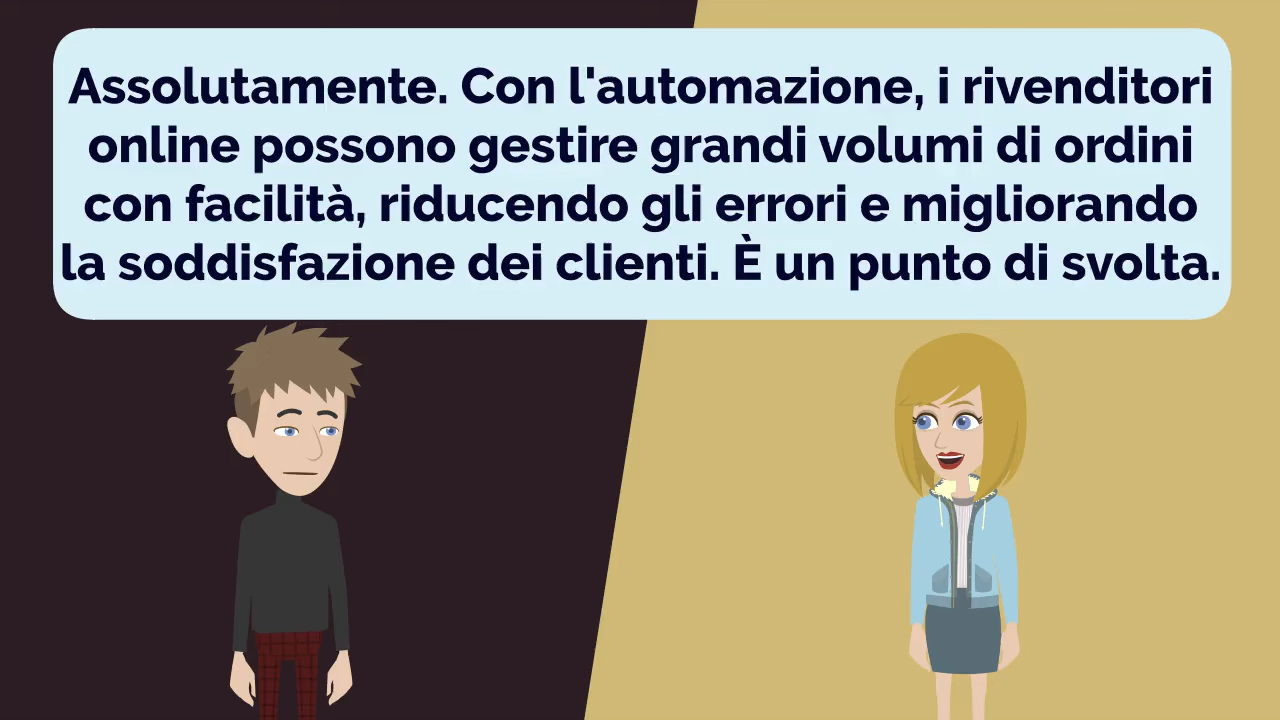 Assolutamente. Con l'automazione, i rivenditori
online possono gestire grandi volumi di ordini
con facilità, riducendo gli errori e migliorando
la soddisfazione dei clienti. È un punto di svolta.